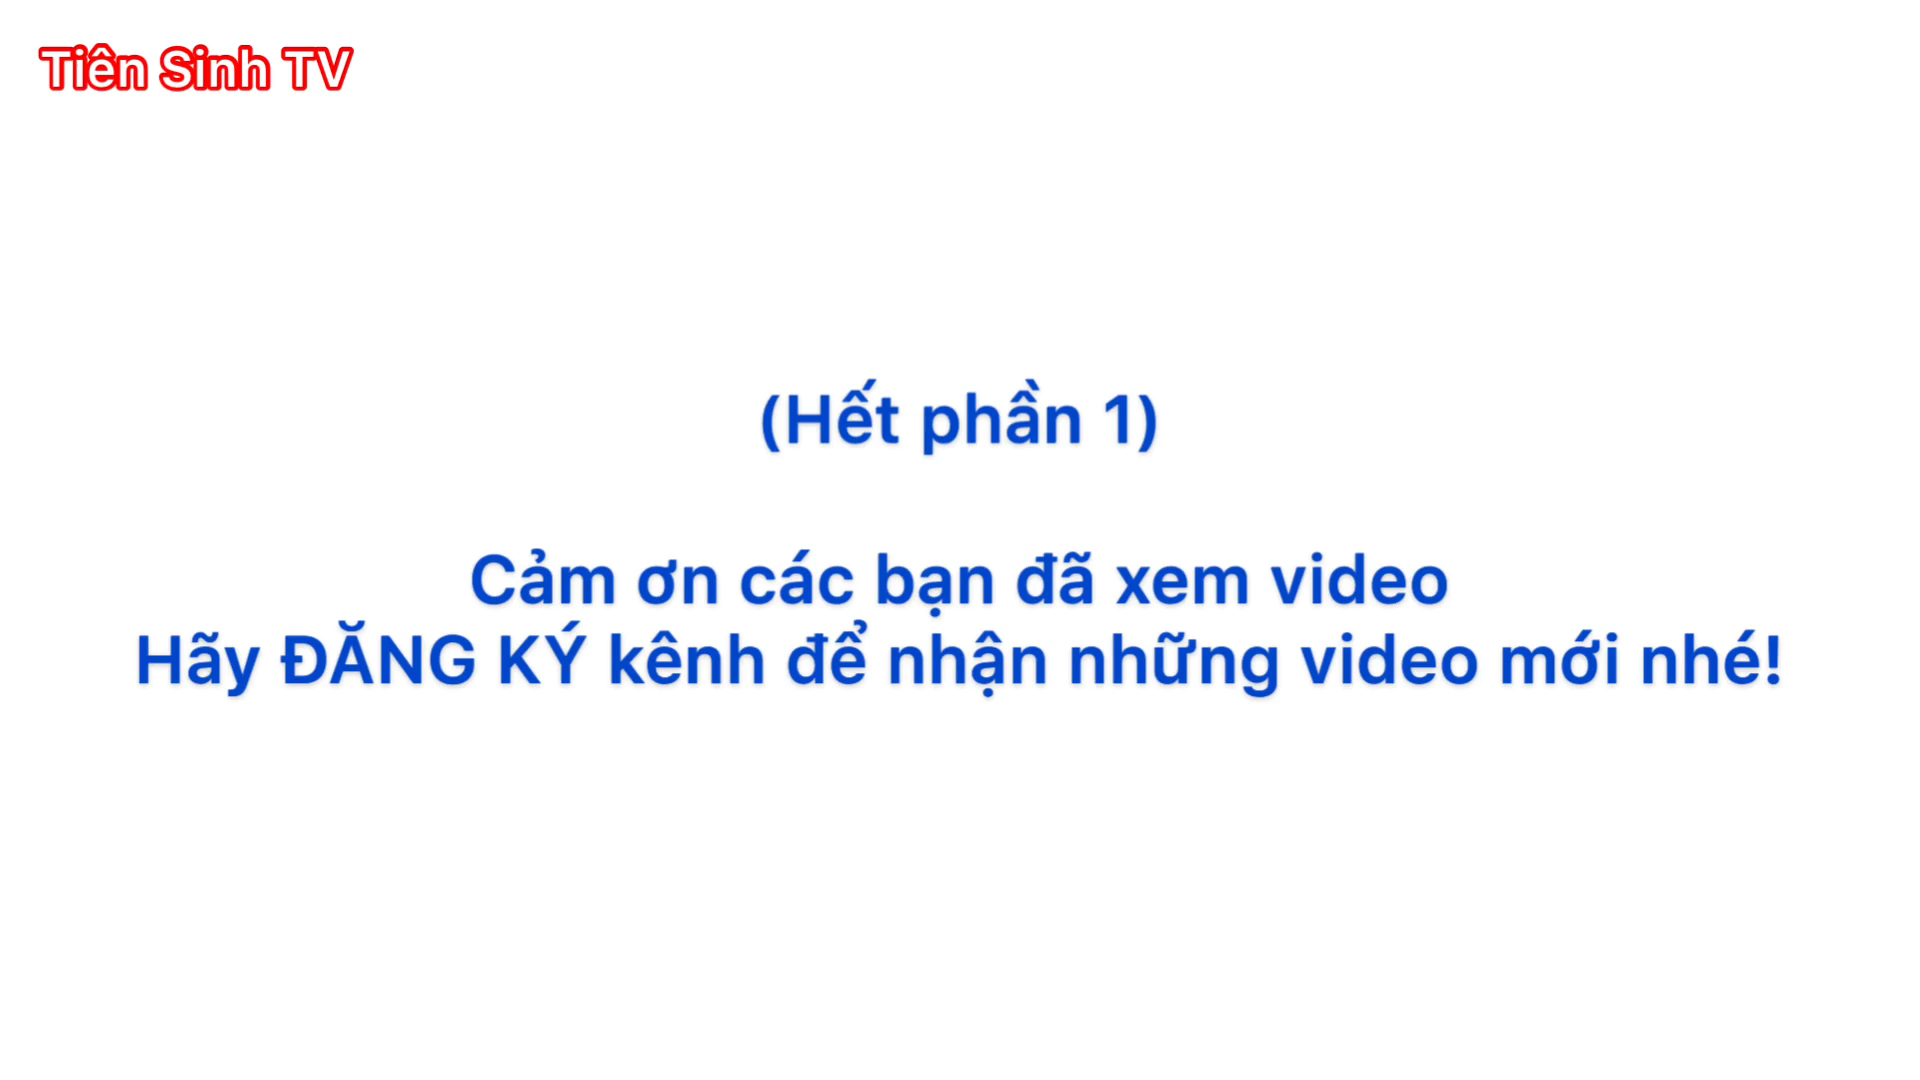 Tiên Sinh TV
(Hết phần 1)
Cảm ơn các bạn đã xem video
Hãy ĐĂNG KÝ kênh để nhận những video mới nhé!